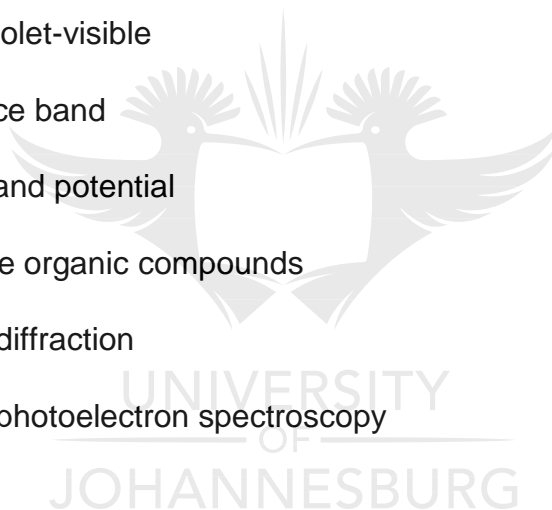 olet-visible
ce band
and potential
e organic compounds
diffraction
photoelectron spectroscopy
UNIVERSITY
OF
JOHANNESBURG